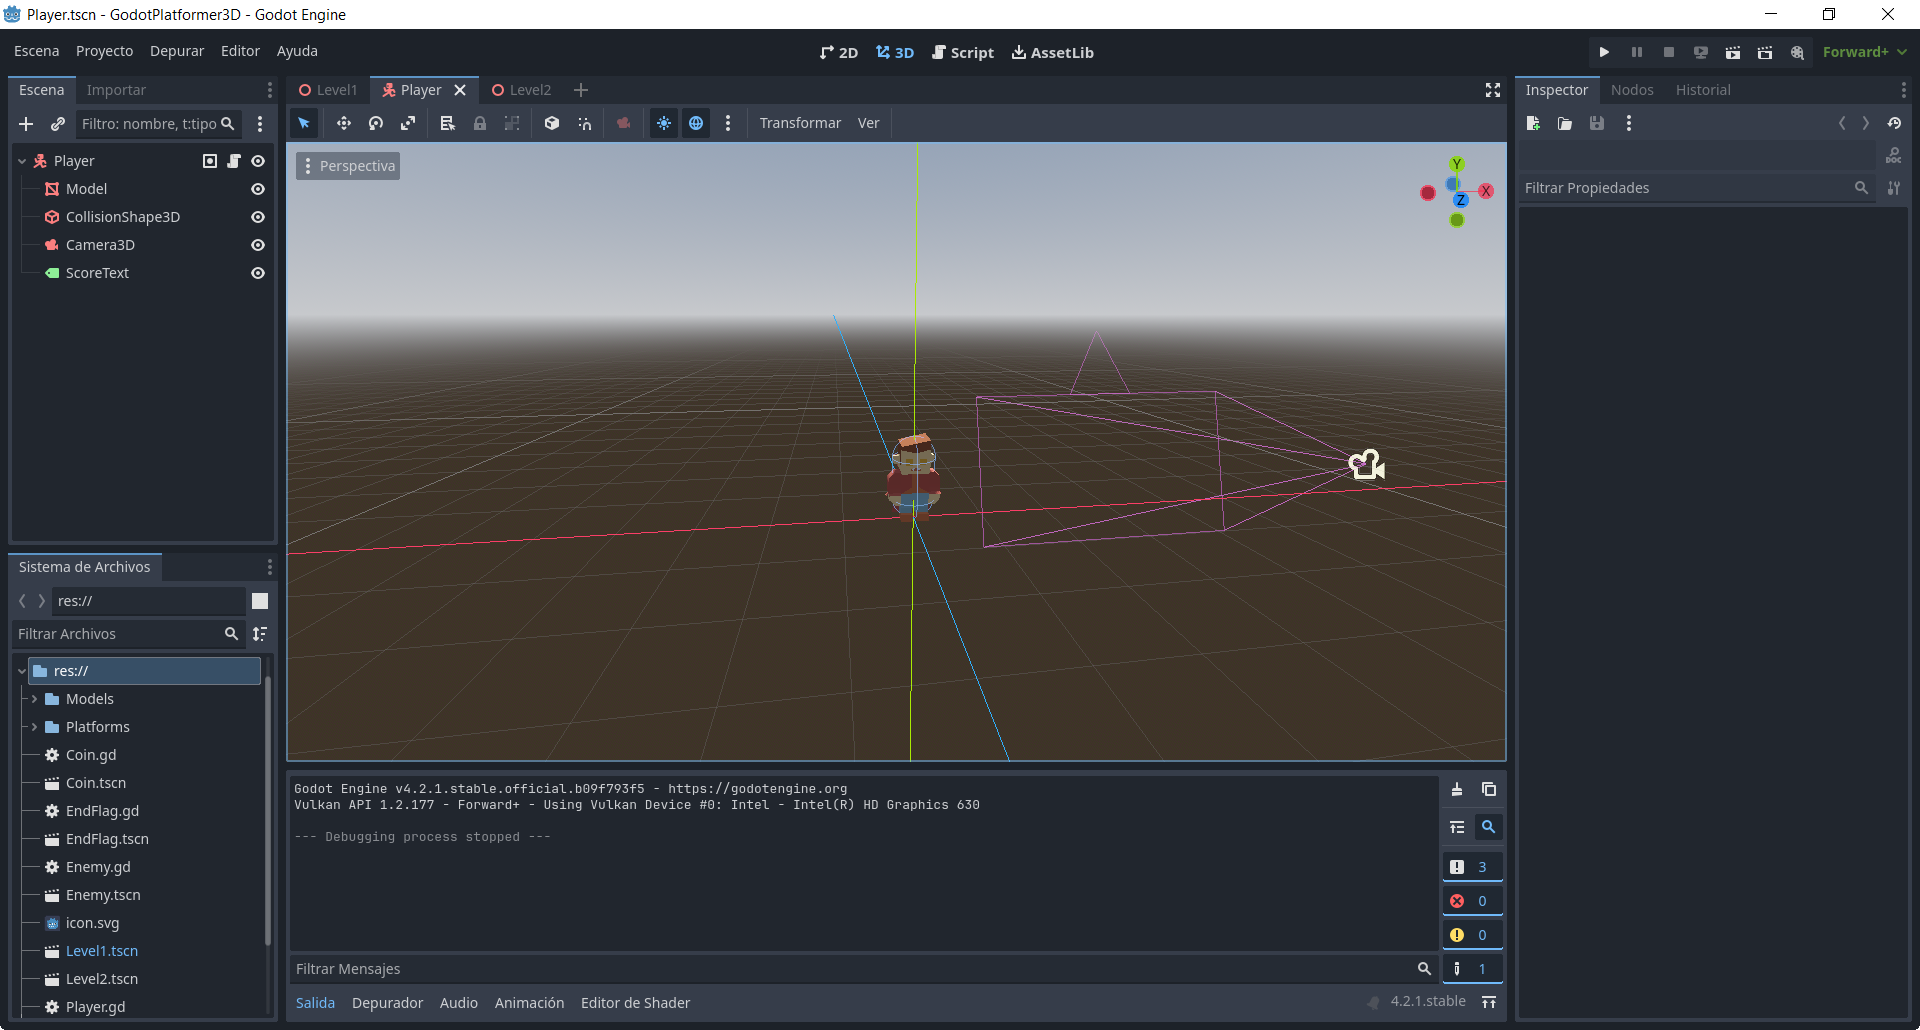 Player.tscn - GodotPlatformer3D - Godot Engine
Escena Proyecto Depurar Editor Ayuda
2D 3D Script AssetLib
Forward+
Escena Importar
Filtro: nombre, t:tipo
Player
Model
CollisionShape3D
Camera3D
ScoreText
Sistema de Archivos
res://
Filtrar Archivos
res://
Models
Platforms
Coin.gd
Coin.tscn
EndFlag.gd
EndFlag.tscn
Enemy.gd
Enemy.tscn
icon.svg
Level1.tscn
Level2.tscn
Player.gd
Level1 Player Level2
Transformar Ver
Perspectiva
Y
X
Z
Godot Engine v4.2.1.stable.official.b09f793f5 - https://godotengine.org
Vulkan API 1.2.177 - Forward+ - Using Vulkan Device #0: Intel - Intel(R) HD Graphics 630
--- Debugging process stopped ---
3
0
0
1
Filtrar Mensajes
Salida Depurador Audio Animación Editor de Shader
4.2.1.stable
Inspector Nodos Historial
DOC
Filtrar Propiedades